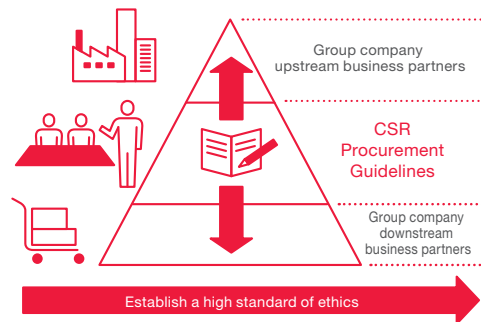 Group company
upstream business partners
CSR
Procurement
Guidelines
Group company
downstream
business partners
Establish a high standard of ethics